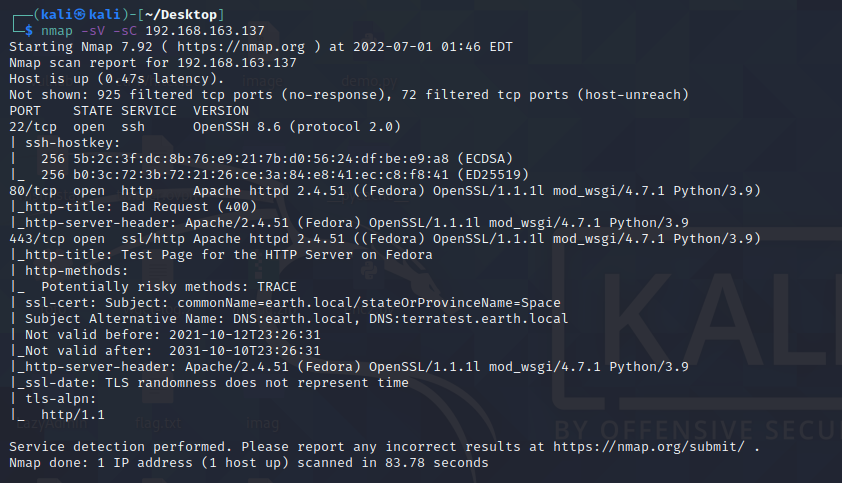 (kali㉿kali)-[~/Desktop]
$ nmap -sV -sC 192.168.163.137
Starting Nmap 7.92 ( https://nmap.org ) at 2022-07-01 01:46 EDT
Nmap scan report for 192.168.163.137
Host is up (0.47s latency).
Not shown: 925 filtered tcp ports (no-response), 72 filtered tcp ports (host-unreach)
PORT    STATE SERVICE  VERSION
22/tcp  open  ssh      OpenSSH 8.6 (protocol 2.0)
| ssh-hostkey:
|   256 5b:2c:3f:dc:8b:76:e9:21:7b:d0:56:24:df:be:e9:a8 (ECDSA)
|_  256 b0:3c:72:3b:72:21:26:ce:3a:84:e8:41:ec:c8:f8:41 (ED25519)
80/tcp  open  http     Apache httpd 2.4.51 ((Fedora) OpenSSL/1.1.1l mod_wsgi/4.7.1 Python/3.9)
|_http-title: Bad Request (400)
|_http-server-header: Apache/2.4.51 (Fedora) OpenSSL/1.1.1l mod_wsgi/4.7.1 Python/3.9
443/tcp open  ssl/http Apache httpd 2.4.51 ((Fedora) OpenSSL/1.1.1l mod_wsgi/4.7.1 Python/3.9)
|_http-title: Test Page for the HTTP Server on Fedora
| http-methods:
|_  Potentially risky methods: TRACE
| ssl-cert: Subject: commonName=earth.local/stateOrProvinceName=Space
| Subject Alternative Name: DNS:earth.local, DNS:terratest.earth.local
| Not valid before: 2021-10-12T23:26:31
|_Not valid after:  2031-10-10T23:26:31
|_http-server-header: Apache/2.4.51 (Fedora) OpenSSL/1.1.1l mod_wsgi/4.7.1 Python/3.9
|_ssl-date: TLS randomness does not represent time
| tls-alpn:
|_  http/1.1
flag.txt
KALI
BY OFFENSIVE SECU
Service detection performed. Please report any incorrect results at https://nmap.org/submit/ .
Nmap done: 1 IP address (1 host up) scanned in 83.78 seconds